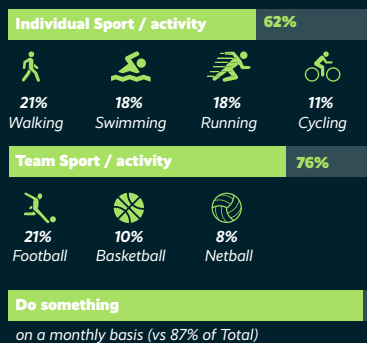 Individual Sport / activity 62%
21% 18% 18% 11%
Walking Swimming Running Cycling
Team Sport / activity 76%
21% 10% 8%
Football Basketball Netball
Do something
on a monthly basis (vs 87% of Total)